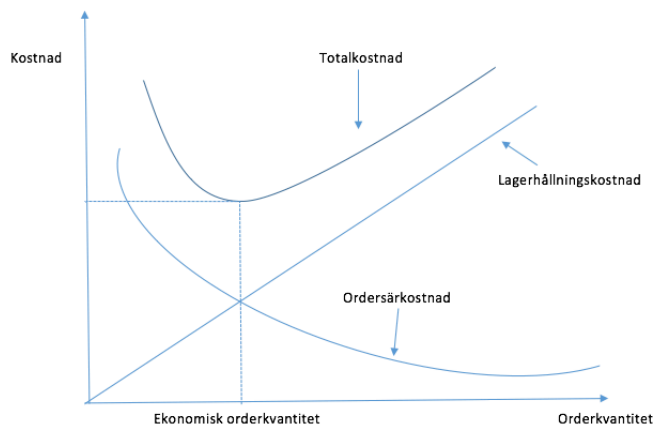 Kostnad
Totalkostnad
Lagerhållningskostnad
Ordersärkostnad
Ekonomisk orderkvantitet
Orderkvantitet